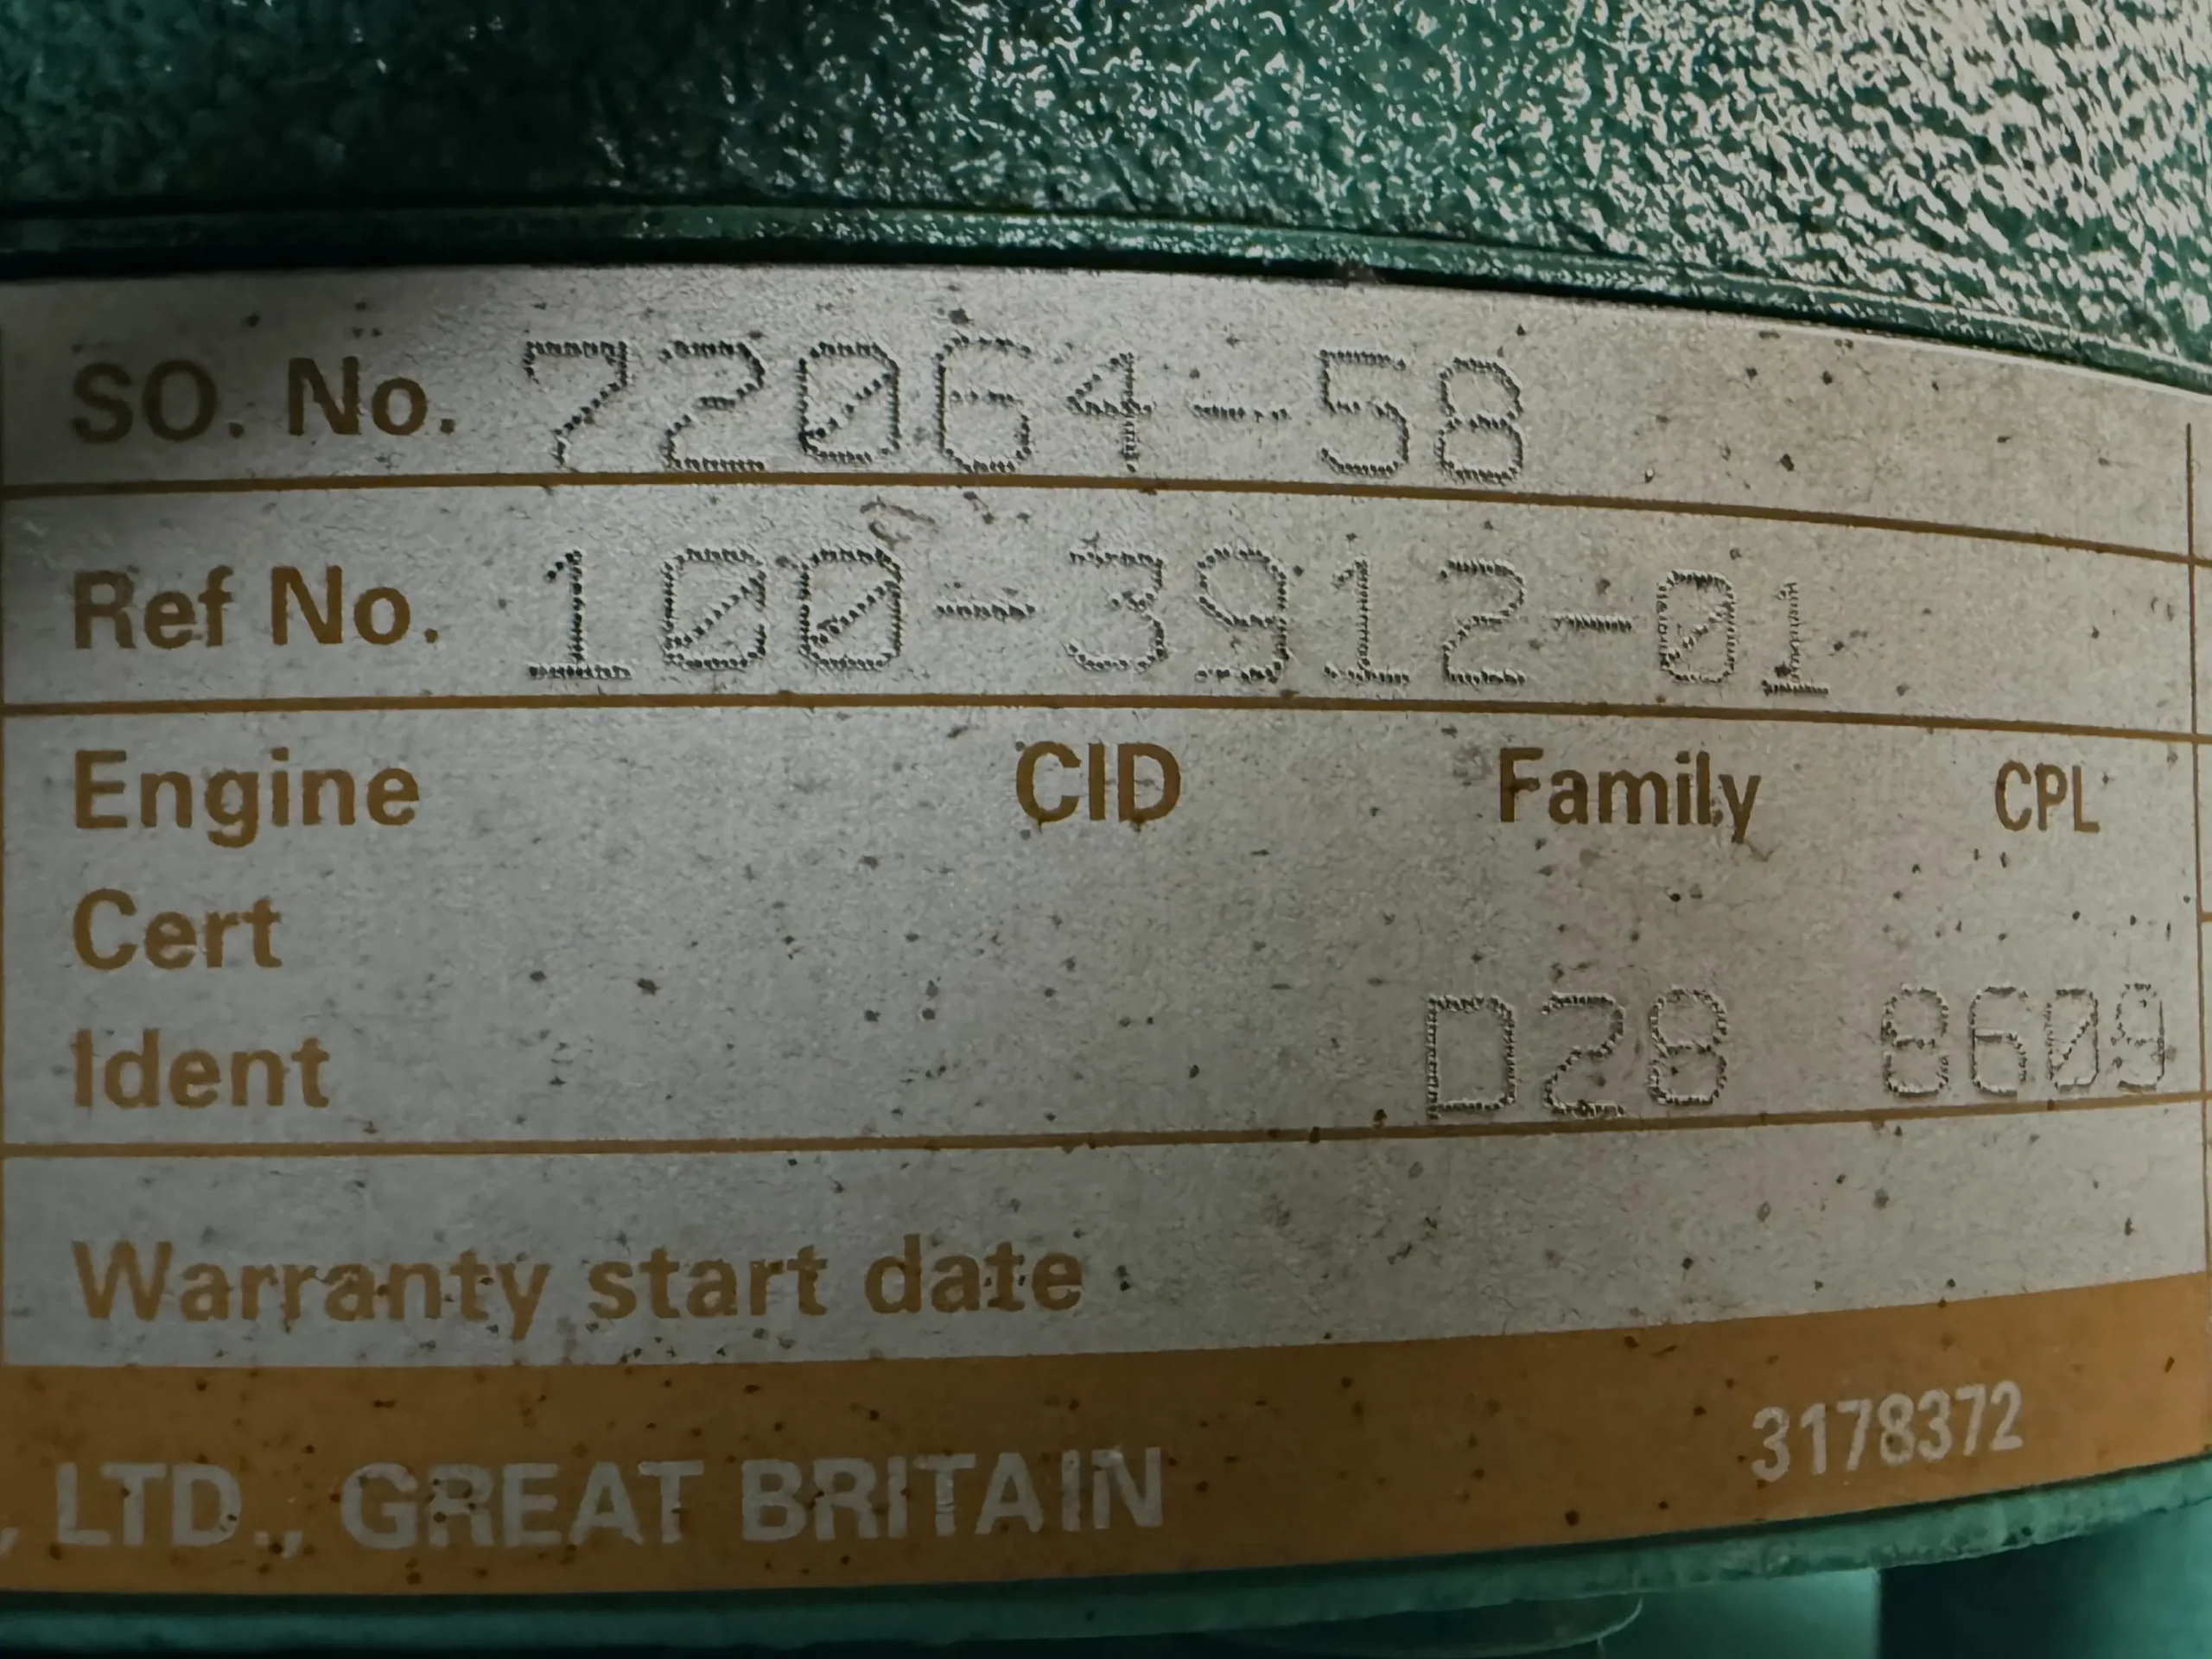 SO. No. 72064-58
Ref No. 100-3912-01
Engine CID Family CPL
Cert
Ident D28 8609
Warranty start date
, LTD., GREAT BRITAIN 3178372